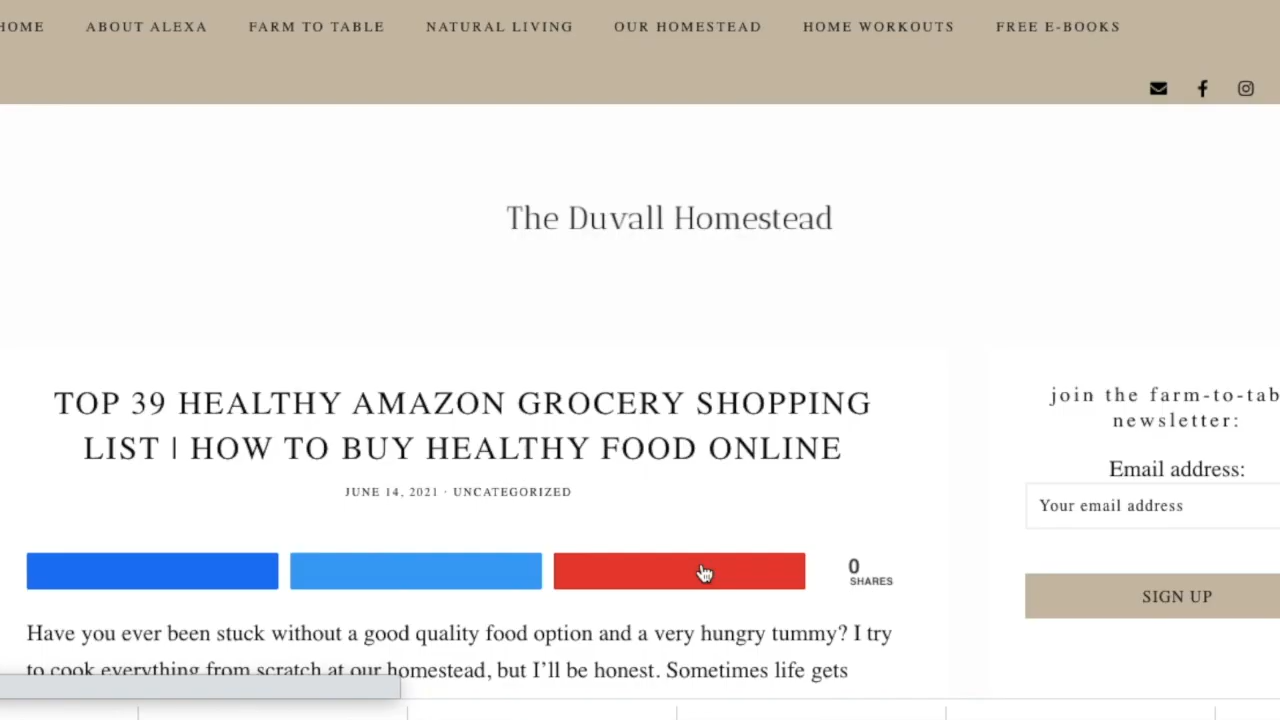 HOME ABOUT ALEXA FARM TO TABLE NATURAL LIVING OUR HOMESTEAD HOME WORKOUTS FREE E-BOOKS
The Duvall Homestead
TOP 39 HEALTHY AMAZON GROCERY SHOPPING
LIST | HOW TO BUY HEALTHY FOOD ONLINE
JUNE 14, 2021 · UNCATEGORIZED
0
SHARES
Have you ever been stuck without a good quality food option and a very hungry tummy? I try
to cook everything from scratch at our homestead, but I’ll be honest. Sometimes life gets
join the farm-to-tab
newsletter:
Email address:
Your email address
SIGN UP